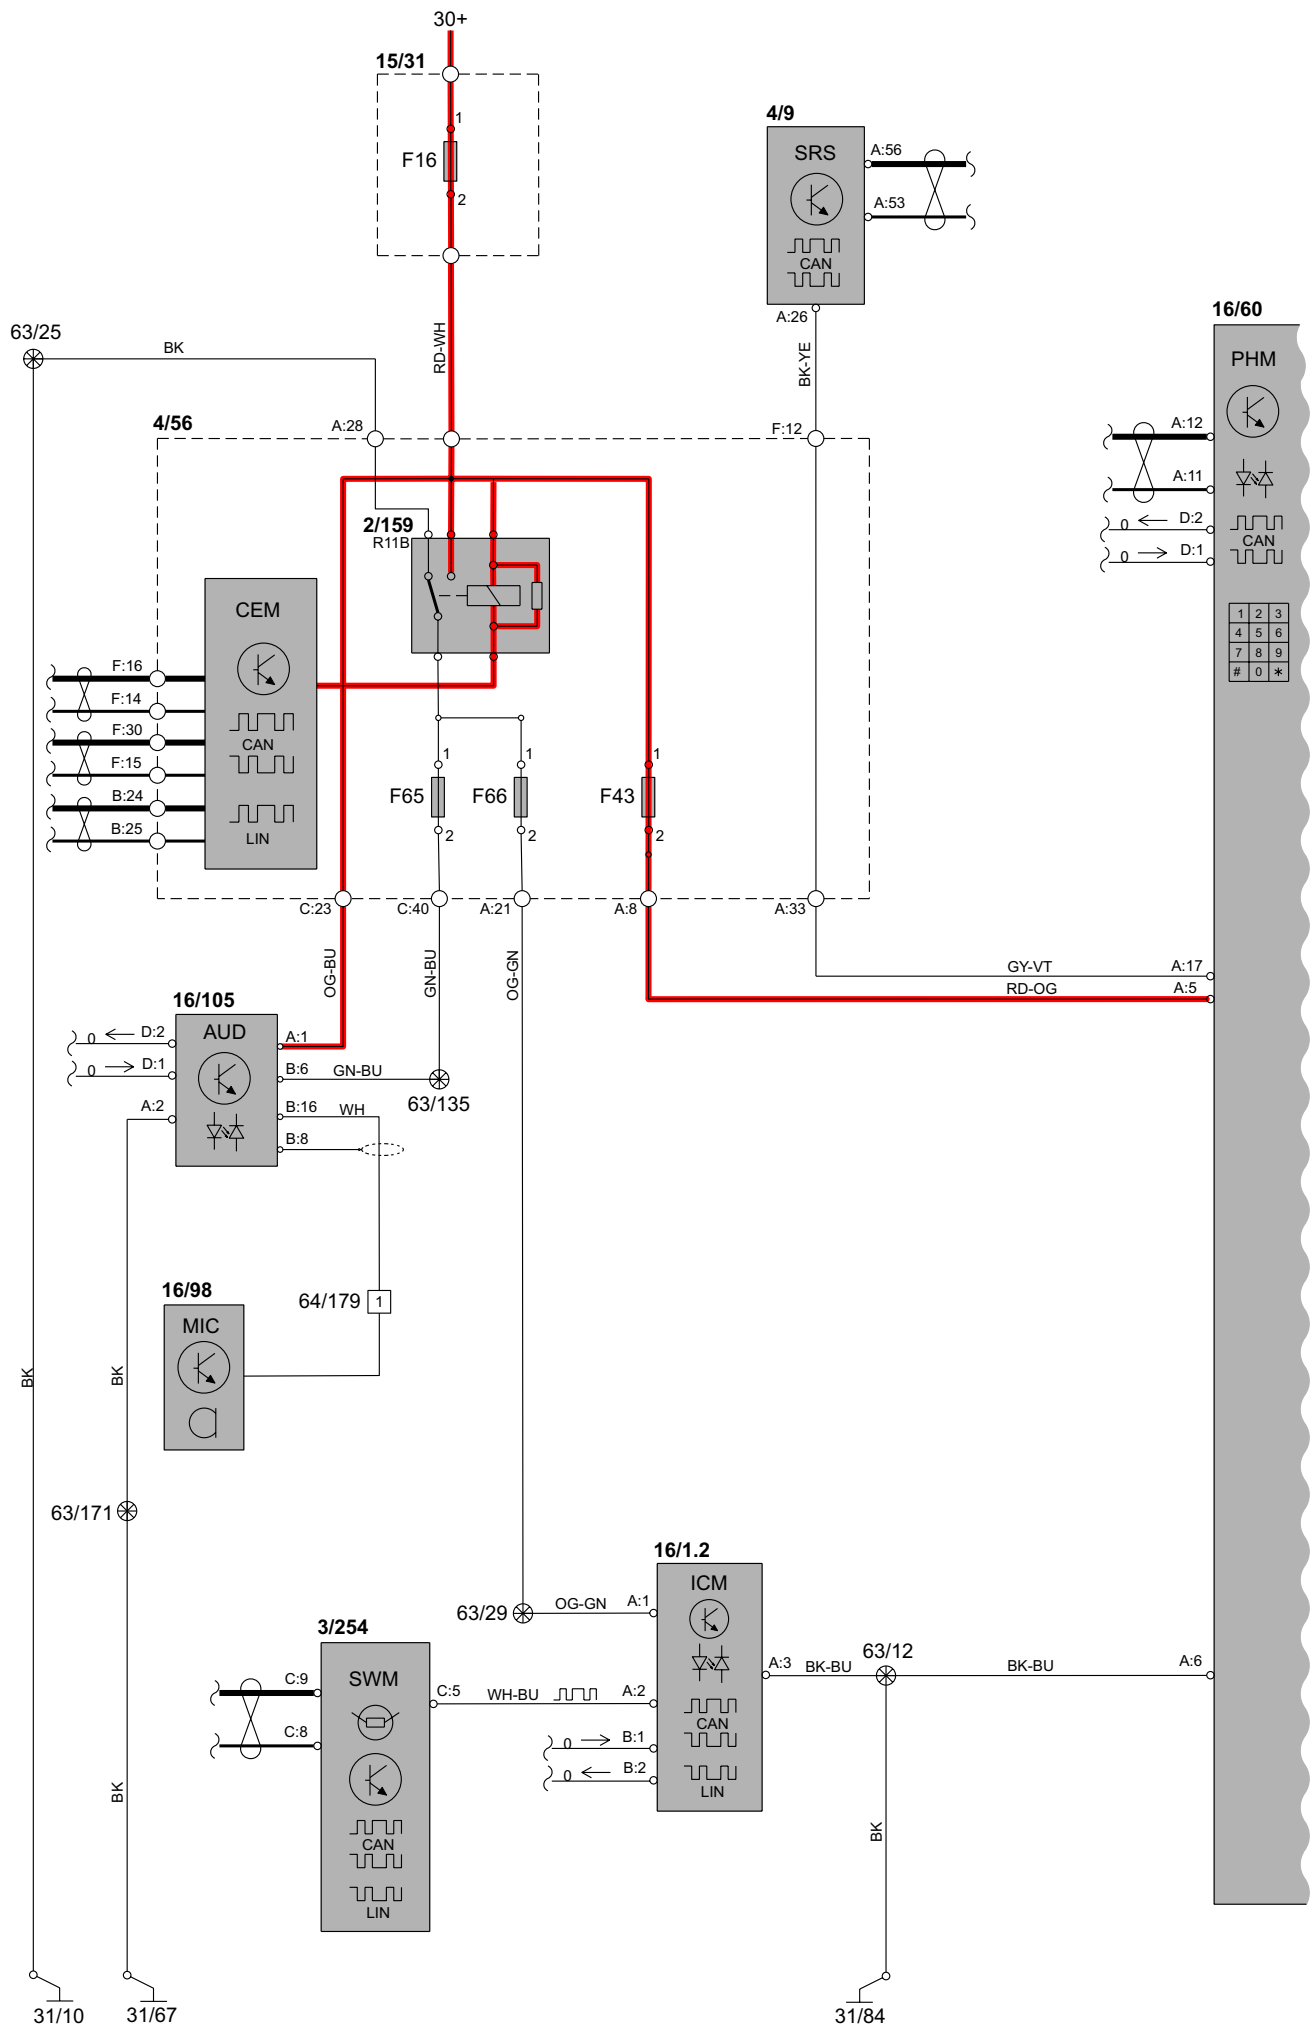 30+
15/31
1
F16
2
4/9
SRS
CAN
A:56
A:53
A:26
BK-YE
RD-WH
16/60
PHM
A:12
A:11
D:2
0
D:1
0
CAN
1 2 3
4 5 6
7 8 9
# 0 *
63/25
BK
4/56
A:28
F:12
2/159
R11B
CEM
CAN
LIN
F:16
F:14
F:30
F:15
B:24
B:25
1
F65
2
1
F66
2
1
F43
2
C:23
C:40
A:21
A:8
A:33
OG-BU
GN-BU
OG-GN
GY-VT
A:17
RD-OG
A:5
16/105
AUD
D:2
0
D:1
0
A:2
A:1
B:6
GN-BU
63/135
B:16
WH
B:8
64/179
1
16/98
MIC
BK
BK
63/171
BK
16/1.2
ICM
CAN
LIN
63/29
OG-GN
A:1
A:3
BK-BU
63/12
BK-BU
A:6
3/254
SWM
CAN
LIN
C:9
C:8
C:5
WH-BU
A:2
0
B:1
0
B:2
BK
31/10
31/67
31/84